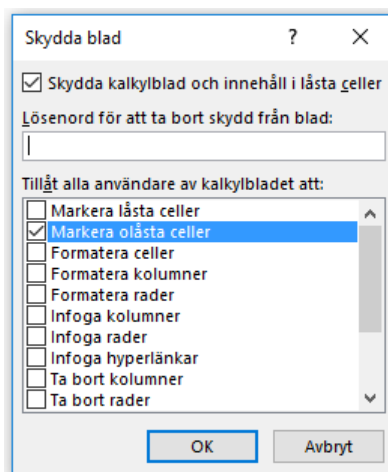 Skydda blad ?
Skydda kalkylblad och innehåll i låsta celler
Lösenord för att ta bort skydd från blad:
Tillåt alla användare av kalkylbladet att:
Markera låsta celler
Markera olåsta celler
Formatera celler
Formatera kolumner
Formatera rader
Infoga kolumner
Infoga rader
Infoga hyperlänkar
Ta bort kolumner
Ta bort rader
OK Avbryt